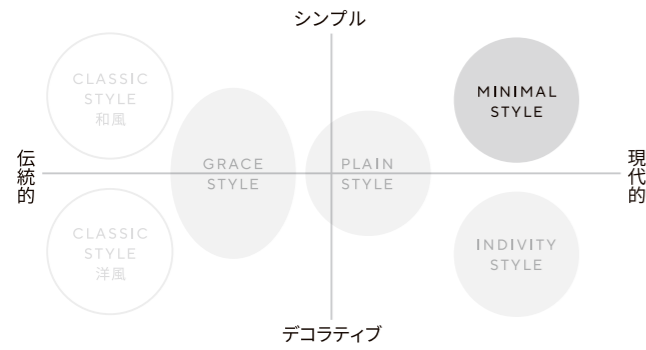 シンプル
CLASSIC
STYLE
和風
MINIMAL
STYLE
GRACE
STYLE
PLAIN
STYLE
伝統的
現代的
CLASSIC
STYLE
洋風
INDIVITY
STYLE
デコラティブ